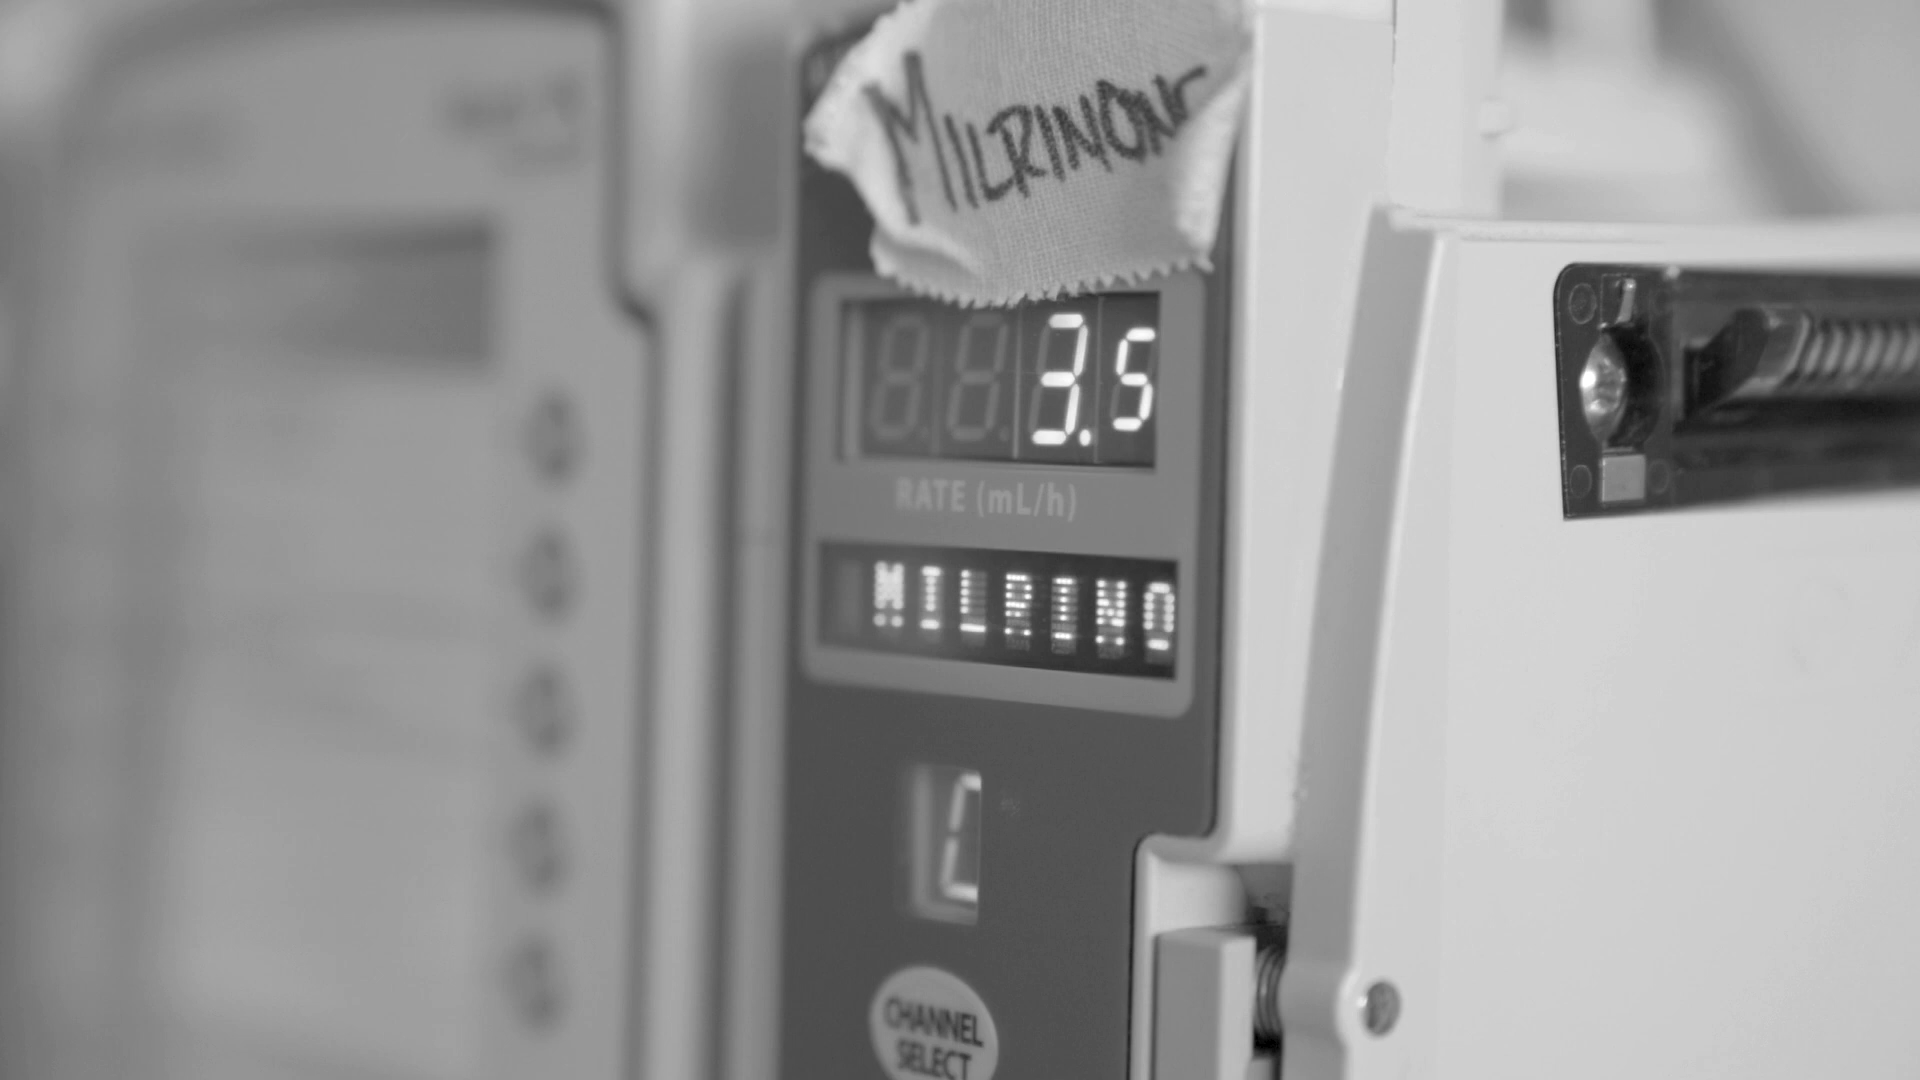 MILRINONE
3.5
RATE (mL/h)
MILRINO
C
CHANNEL
SELECT